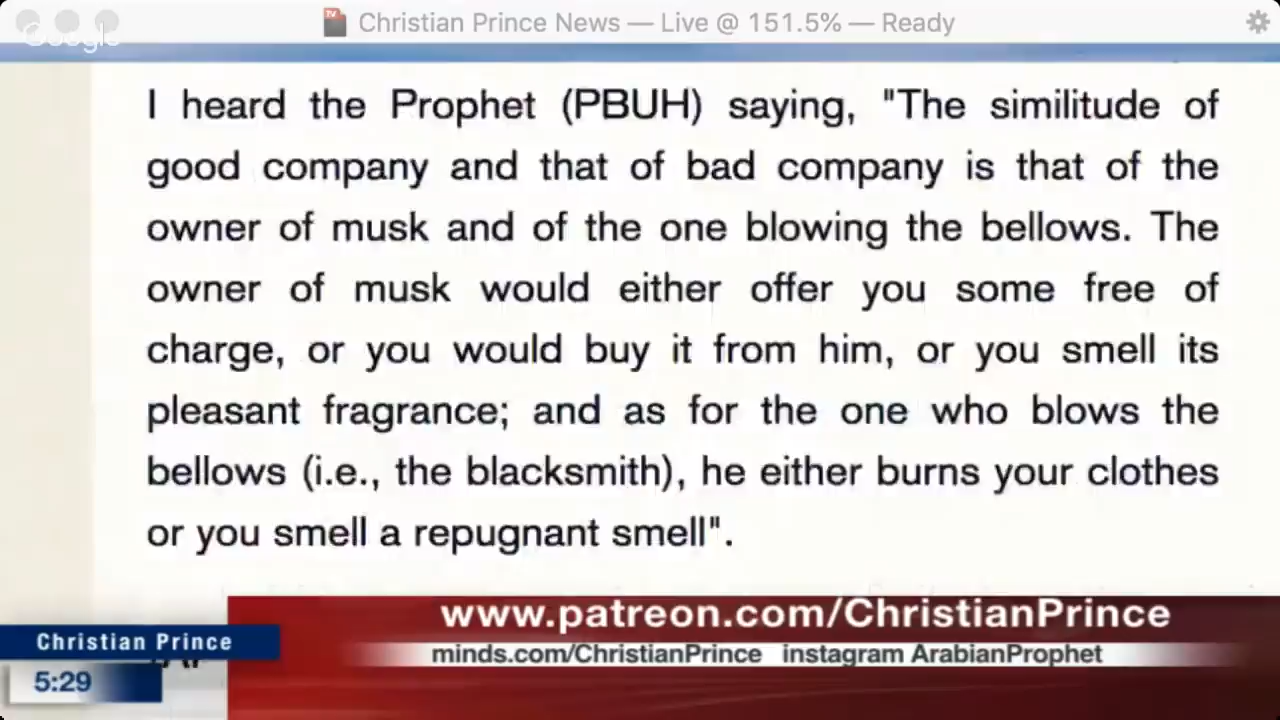 Christian Prince News — Live @ 151.5% — Ready
Google
I heard the Prophet (PBUH) saying, "The similitude of
good company and that of bad company is that of the
owner of musk and of the one blowing the bellows. The
owner of musk would either offer you some free of
charge, or you would buy it from him, or you smell its
pleasant fragrance; and as for the one who blows the
bellows (i.e., the blacksmith), he either burns your clothes
or you smell a repugnant smell".
www.patreon.com/ChristianPrince
Christian Prince
minds.com/ChristianPrince instagram ArabianProphet
5:29